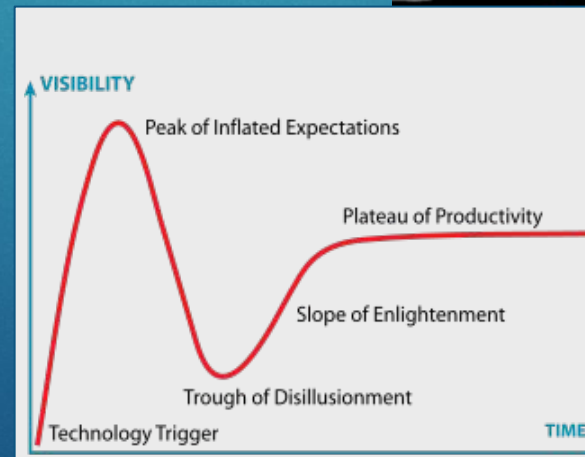 VISIBILITY
Peak of Inflated Expectations
Plateau of Productivity
Slope of Enlightenment
Trough of Disillusionment
Technology Trigger
TIME